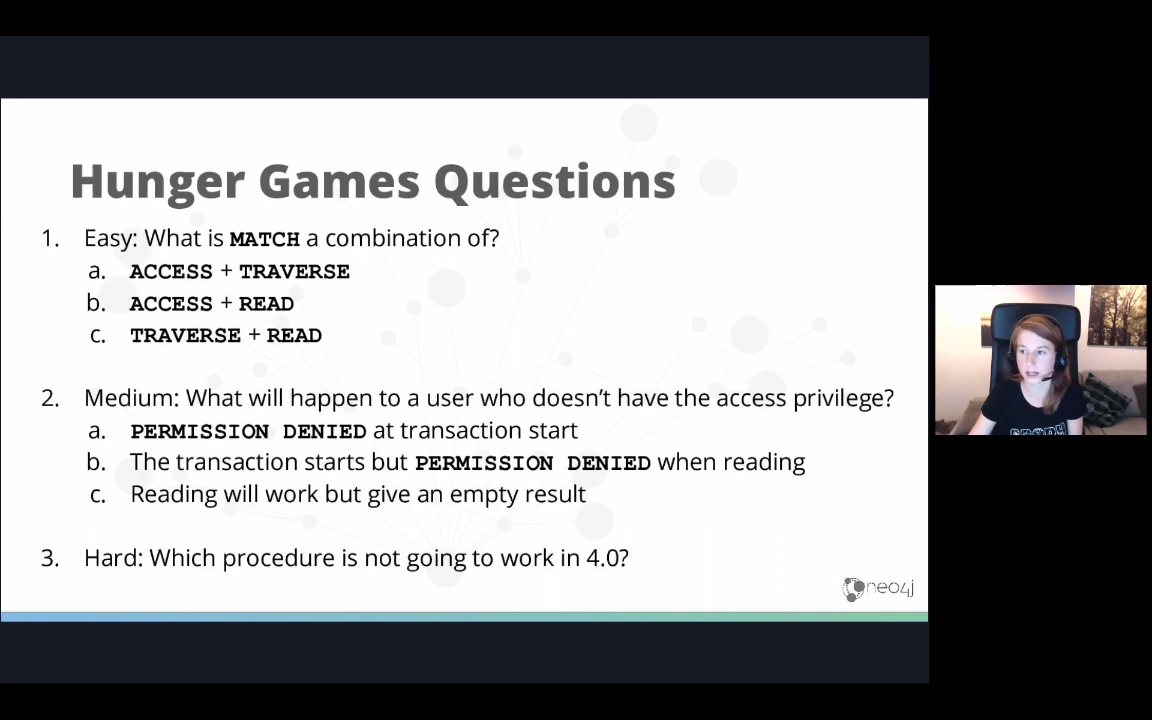 Hunger Games Questions
1. Easy: What is MATCH a combination of?
a. ACCESS + TRAVERSE
b. ACCESS + READ
c. TRAVERSE + READ
2. Medium: What will happen to a user who doesn’t have the access privilege?
a. PERMISSION DENIED at transaction start
b. The transaction starts but PERMISSION DENIED when reading
c. Reading will work but give an empty result
3. Hard: Which procedure is not going to work in 4.0?
neo4j